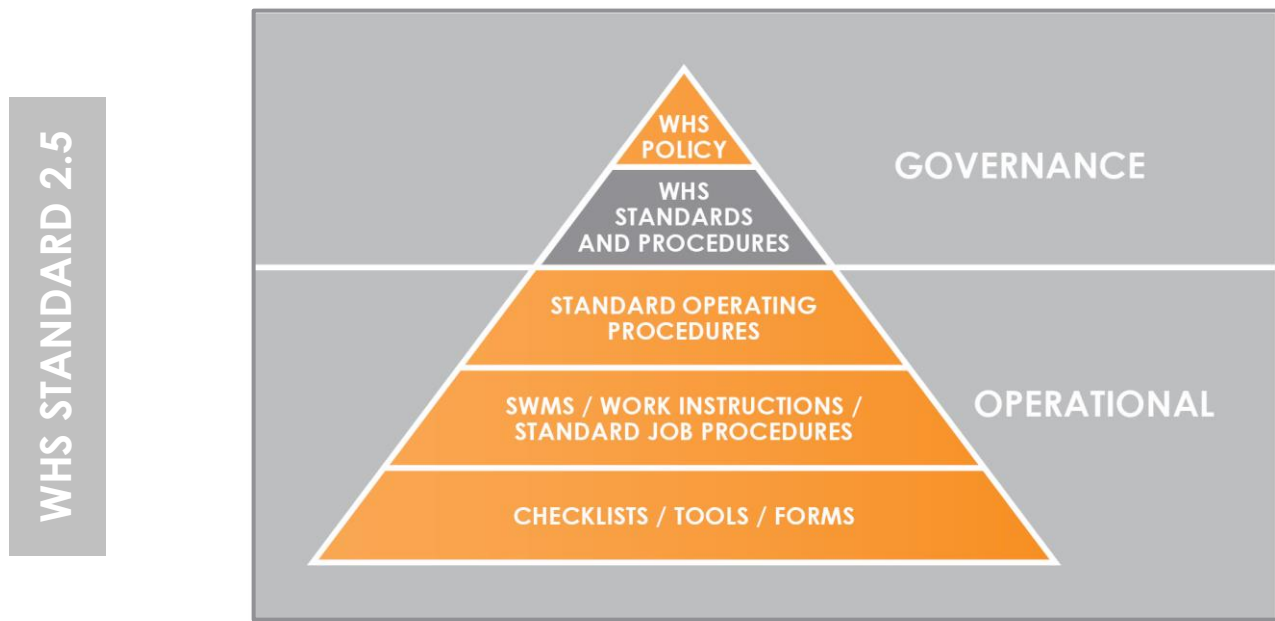 WHS STANDARD 2.5
WHS
POLICY
GOVERNANCE
WHS
STANDARDS
AND PROCEDURES
STANDARD OPERATING
PROCEDURES
OPERATIONAL
SWMS / WORK INSTRUCTIONS /
STANDARD JOB PROCEDURES
CHECKLISTS / TOOLS / FORMS